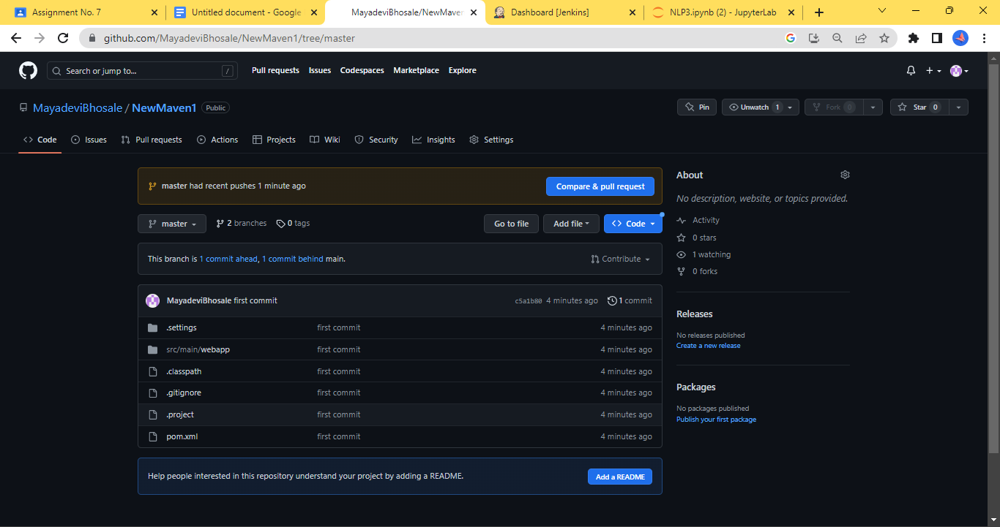 Assignment No. 7
Untitled document - Google
MayadeviBhosale/NewMaven
Dashboard [Jenkins]
NLP3.ipynb (2) - JupyterLab
github.com/MayadeviBhosale/NewMaven1/tree/master
Search or jump to... /
Pull requests Issues Codespaces Marketplace Explore
MayadeviBhosale / NewMaven1 Public
Pin Unwatch 1 Fork 0 Star 0
Code Issues Pull requests Actions Projects Wiki Security Insights Settings
master had recent pushes 1 minute ago Compare & pull request
master 2 branches 0 tags Go to file Add file Code
This branch is 1 commit ahead, 1 commit behind main. Contribute
MayadeviBhosale first commit c5a1b80 4 minutes ago 1 commit
.settings first commit 4 minutes ago
src/main/webapp first commit 4 minutes ago
.classpath first commit 4 minutes ago
.gitignore first commit 4 minutes ago
.project first commit 4 minutes ago
pom.xml first commit 4 minutes ago
Help people interested in this repository understand your project by adding a README. Add a README
About
No description, website, or topics provided.
Activity
0 stars
1 watching
0 forks
Releases
No releases published
Create a new release
Packages
No packages published
Publish your first package